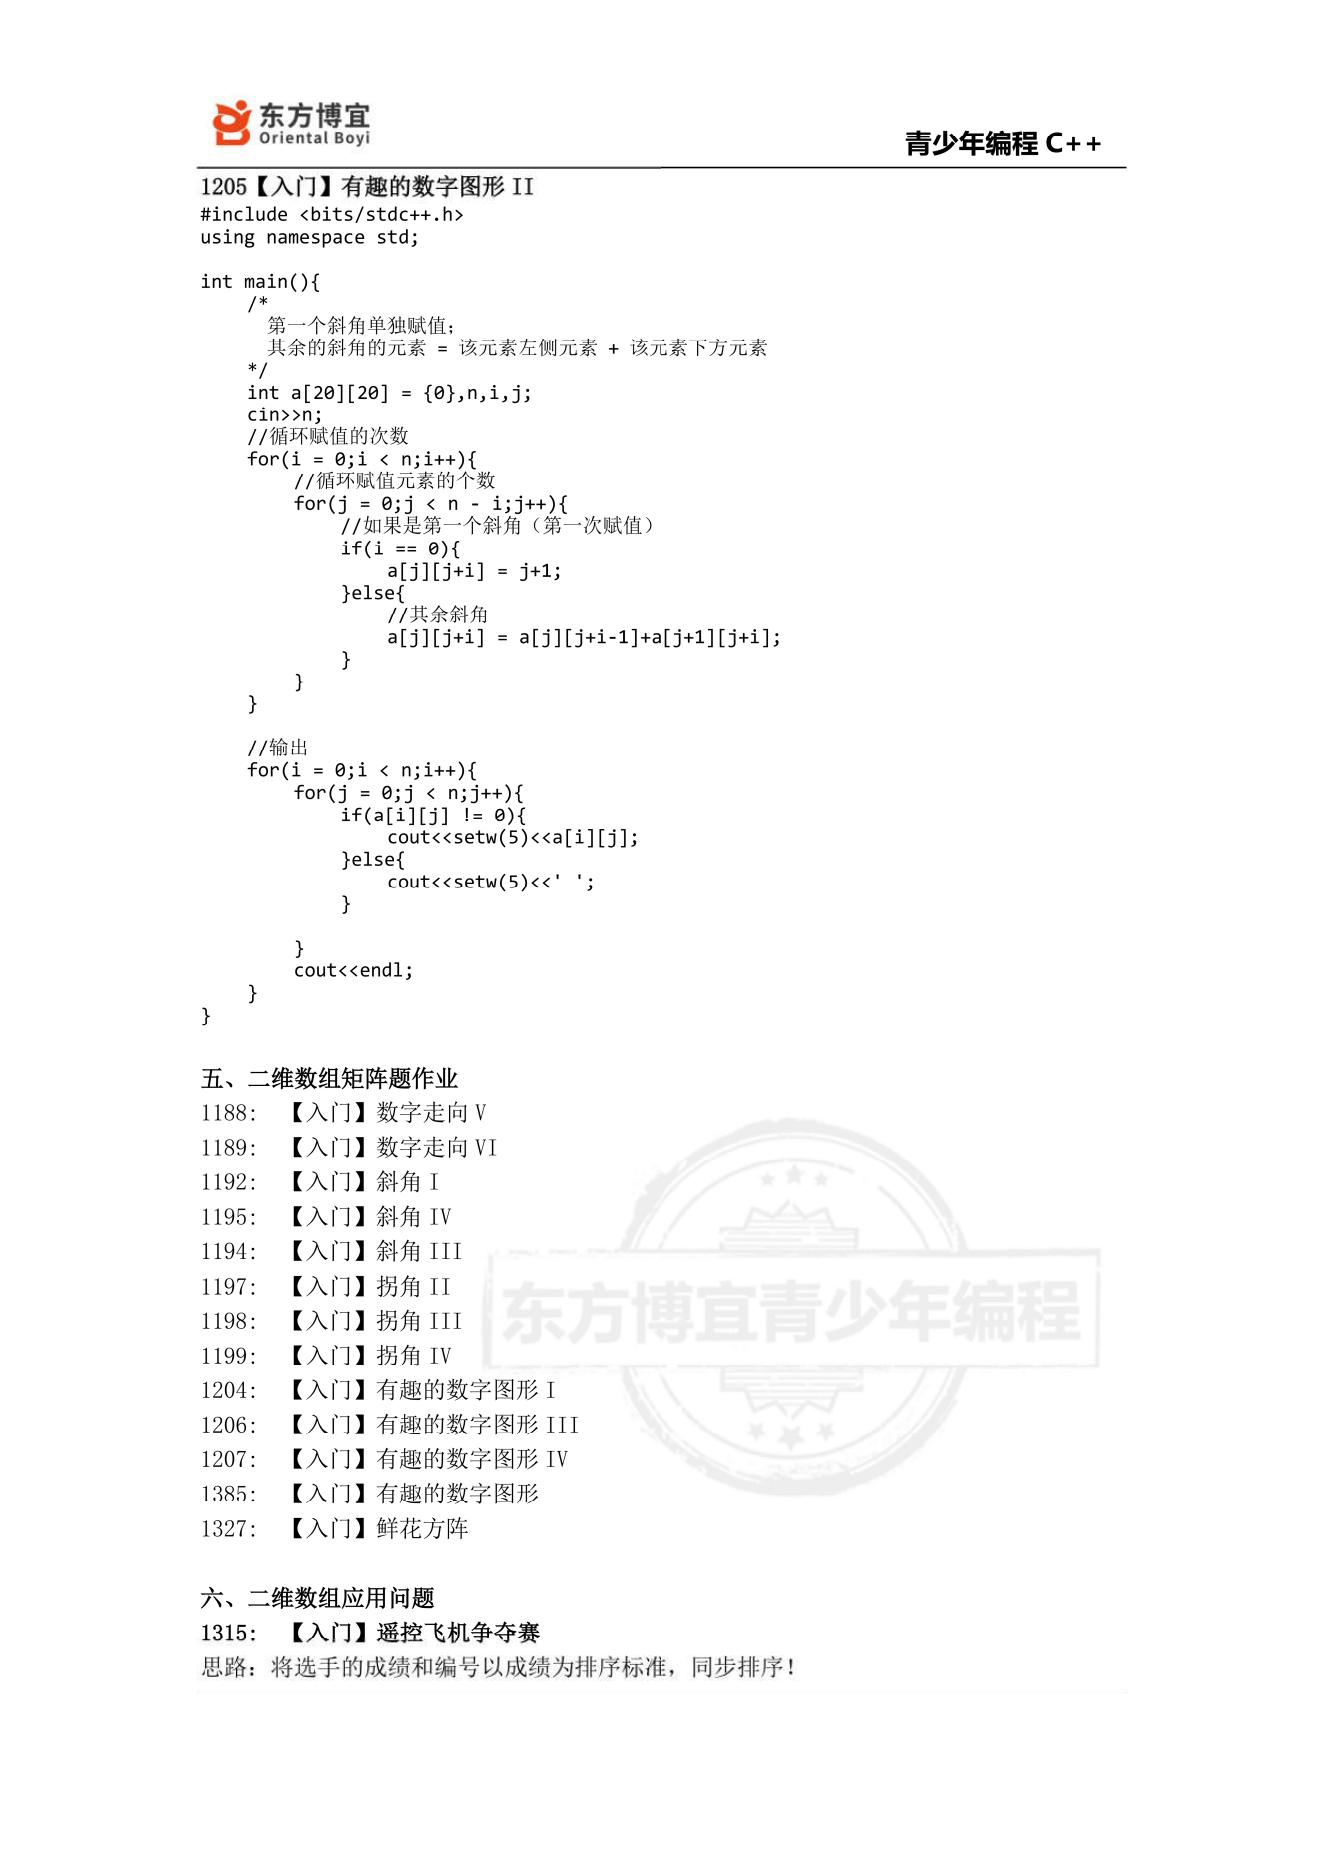 东方博宜
Oriental Boyi
青少年编程 C++
1205【入门】有趣的数字图形 II
#include <bits/stdc++.h>
using namespace std;

int main(){
    /*
      第一个斜角单独赋值;
      其余的斜角的元素 = 该元素左侧元素 + 该元素下方元素
    */
    int a[20][20] = {0},n,i,j;
    cin>>n;
    //循环赋值的次数
    for(i = 0;i < n;i++){
        //循环赋值元素的个数
        for(j = 0;j < n - i;j++){
            //如果是第一个斜角（第一次赋值）
            if(i == 0){
                a[j][j+i] = j+1;
            }else{
                //其余斜角
                a[j][j+i] = a[j][j+i-1]+a[j+1][j+i];
            }
        }
    }

    //输出
    for(i = 0;i < n;i++){
        for(j = 0;j < n;j++){
            if(a[i][j] != 0){
                cout<<setw(5)<<a[i][j];
            }else{
                cout<<setw(5)<<' ';
            }

        }
        cout<<endl;
    }
}

五、二维数组矩阵题作业
1188: 【入门】数字走向 V
1189: 【入门】数字走向 VI
1192: 【入门】斜角 I
1195: 【入门】斜角 IV
1194: 【入门】斜角 III
1197: 【入门】拐角 II
1198: 【入门】拐角 III
1199: 【入门】拐角 IV
1204: 【入门】有趣的数字图形 I
1206: 【入门】有趣的数字图形 III
1207: 【入门】有趣的数字图形 IV
1385: 【入门】有趣的数字图形
1327: 【入门】鲜花方阵
东方博宜青少年编程

六、二维数组应用问题
1315: 【入门】遥控飞机争夺赛
思路：将选手的成绩和编号以成绩为排序标准，同步排序！